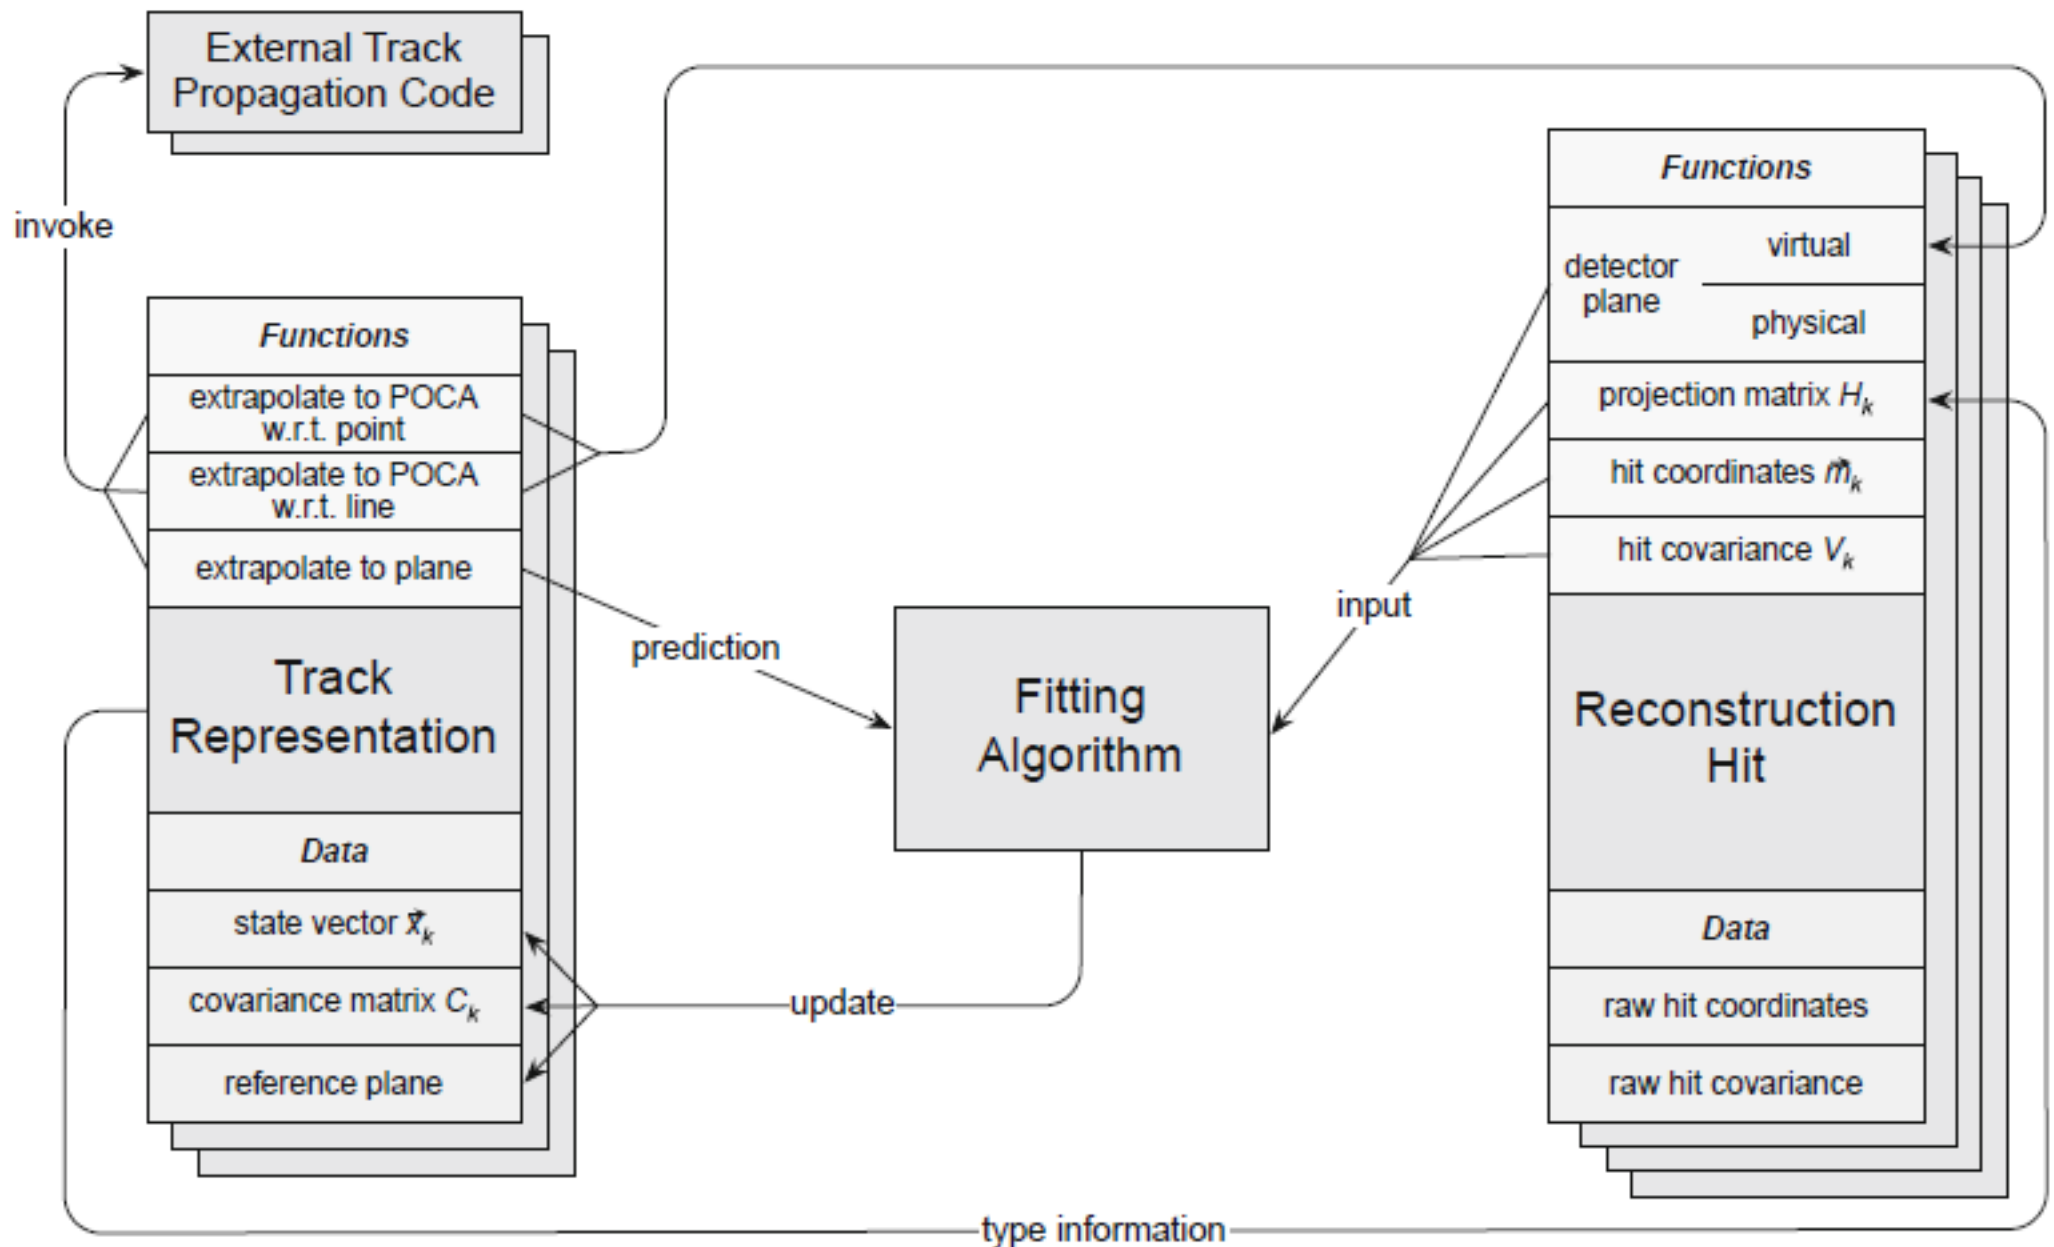 External Track
Propagation Code
invoke
Functions
extrapolate to POCA
w.r.t. point
extrapolate to POCA
w.r.t. line
extrapolate to plane
Track
Representation
Data
state vector x⃗ₖ
covariance matrix Cₖ
reference plane
prediction
Fitting
Algorithm
update
input
Functions
detector
plane
virtual
physical
projection matrix Hₖ
hit coordinates m⃗ₖ
hit covariance Vₖ
Reconstruction
Hit
Data
raw hit coordinates
raw hit covariance
type information